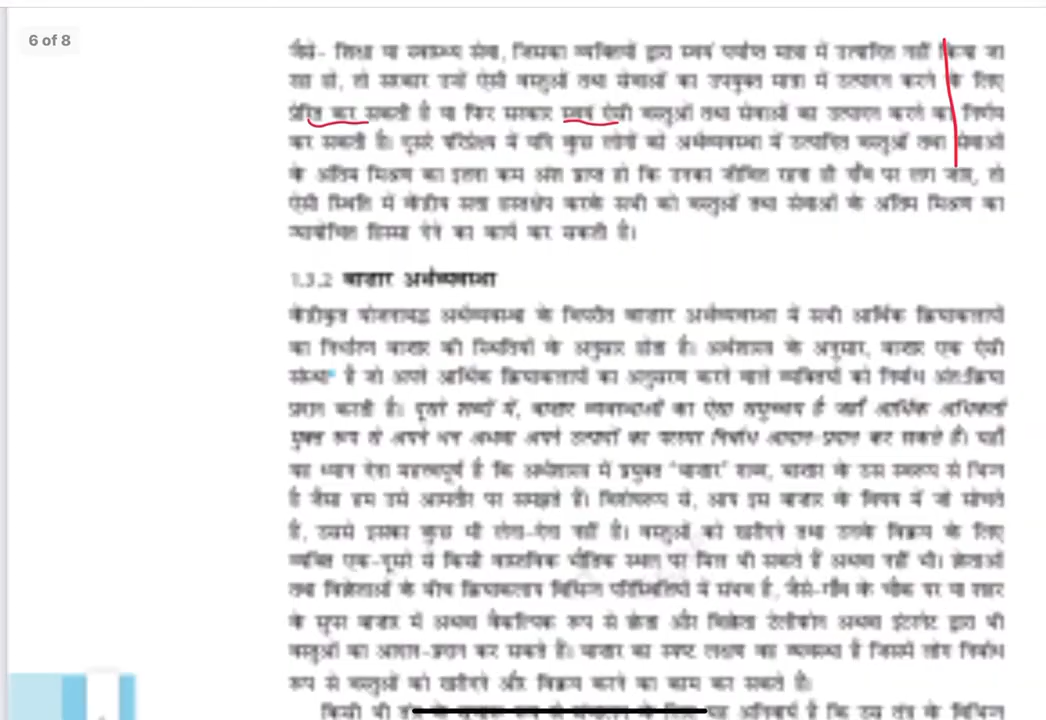 6 of 8
जैसे- शिक्षा या स्वास्थ्य सेवा, जिसका व्यक्तियों द्वारा स्वयं पर्याप्त मात्रा में उत्पादित नहीं किया जा
रहा हो, तो सरकार उन्हें ऐसी वस्तुओं तथा सेवाओं का उपयुक्त मात्रा में उत्पादन करने के लिए
प्रेरित कर सकती है या फिर सरकार स्वयं ऐसी वस्तुओं तथा सेवाओं का उत्पादन करने का निर्णय
कर सकती है। दूसरे परिप्रेक्ष्य में यदि कुछ लोगों को अर्थव्यवस्था में उत्पादित वस्तुओं तथा सेवाओं
के अंतिम मिश्रण का इतना कम अंश प्राप्त हो कि उनका जीवित रहना ही दाँव पर लग जाए, तो
ऐसी स्थिति में केंद्रीय सत्ता हस्तक्षेप करके सभी को वस्तुओं तथा सेवाओं के अंतिम मिश्रण का
न्यायोचित हिस्सा देने का कार्य कर सकती है।
1.3.2 बाज़ार अर्थव्यवस्था
केंद्रीकृत योजनाबद्ध अर्थव्यवस्था के विपरीत बाज़ार अर्थव्यवस्था में सभी आर्थिक क्रियाकलापों
का निर्धारण बाज़ार की स्थितियों के अनुसार होता है। अर्थशास्त्र के अनुसार, बाज़ार एक ऐसी
संस्था है जो अपने आर्थिक क्रियाकलापों का अनुसरण करने वाले व्यक्तियों को निर्बाध अंतःक्रिया
प्रदान करती है। दूसरे शब्दों में, बाज़ार व्यवस्थाओं का ऐसा समुच्चय है जहाँ आर्थिक अभिकर्ता
मुक्त रूप से अपने धन अथवा अपने उत्पादों का परस्पर निर्बाध आदान-प्रदान कर सकते हैं। यहाँ
यह ध्यान देना महत्त्वपूर्ण है कि अर्थशास्त्र में प्रयुक्त 'बाज़ार' शब्द, बाज़ार के उस स्वरूप से भिन्न
है जैसा हम उसे आमतौर पर समझते हैं। विशेषरूप से, आप इस बाज़ार के विषय में जो सोचते
हैं, उससे इसका कुछ भी लेना-देना नहीं है। वस्तुओं को खरीदने तथा उनके विक्रय के लिए
व्यक्ति एक-दूसरे से किसी वास्तविक भौतिक स्थल पर मिल भी सकते हैं अथवा नहीं भी। क्रेताओं
तथा विक्रेताओं के बीच क्रियाकलाप विभिन्न परिस्थितियों में संभव है, जैसे-गाँव के चौक पर या शहर
के सुपर बाज़ार में अथवा वैकल्पिक रूप से क्रेता और विक्रेता टेलीफोन अथवा इंटरनेट द्वारा भी
वस्तुओं का आदान-प्रदान कर सकते हैं। बाज़ार का स्पष्ट लक्षण वह व्यवस्था है जिसमें लोग निर्बाध
रूप से वस्तुओं को खरीदने और विक्रय करने का काम कर सकते हैं।
किसी भी तंत्र के यह अनिवार्य है कि उस तंत्र के विभिन्न